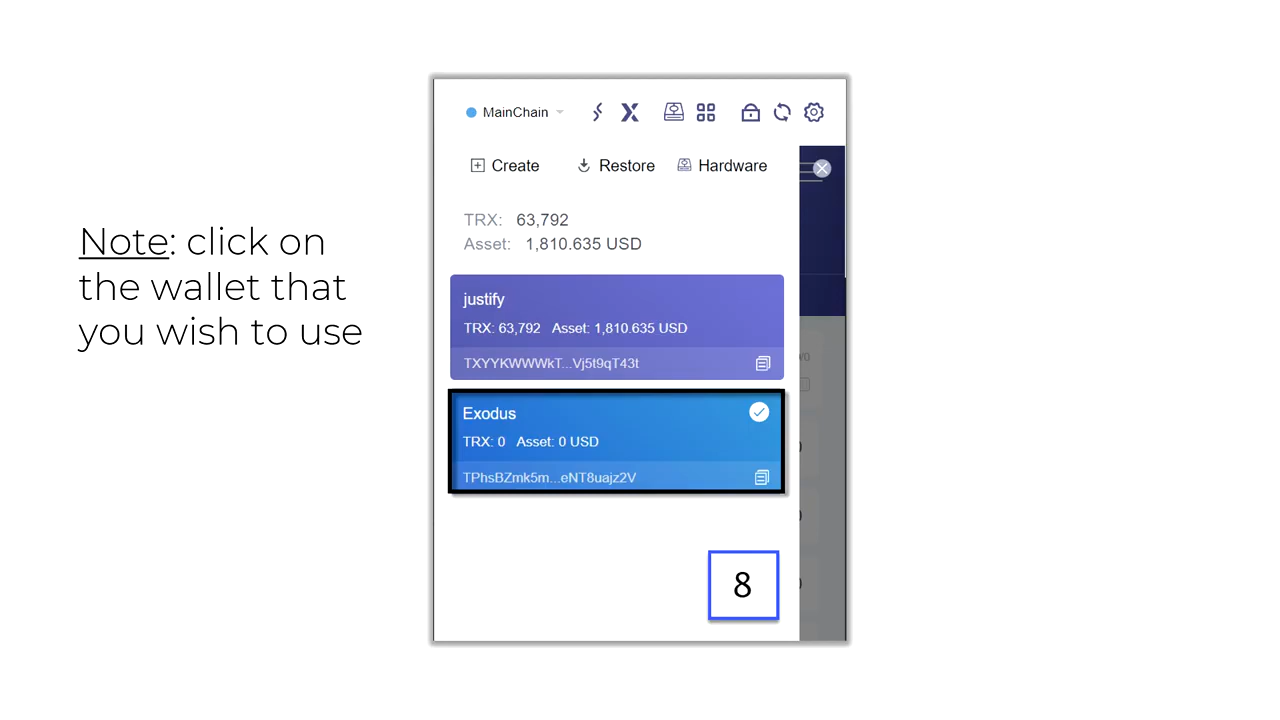 Note: click on
the wallet that
you wish to use
MainChain
Create Restore Hardware
TRX: 63,792
Asset: 1,810.635 USD
justify
TRX: 63,792 Asset: 1,810.635 USD
TXYYKWWWkT...Vj5t9qT43t
Exodus
TRX: 0 Asset: 0 USD
TPhsBZmk5m...eNT8uajz2V
8